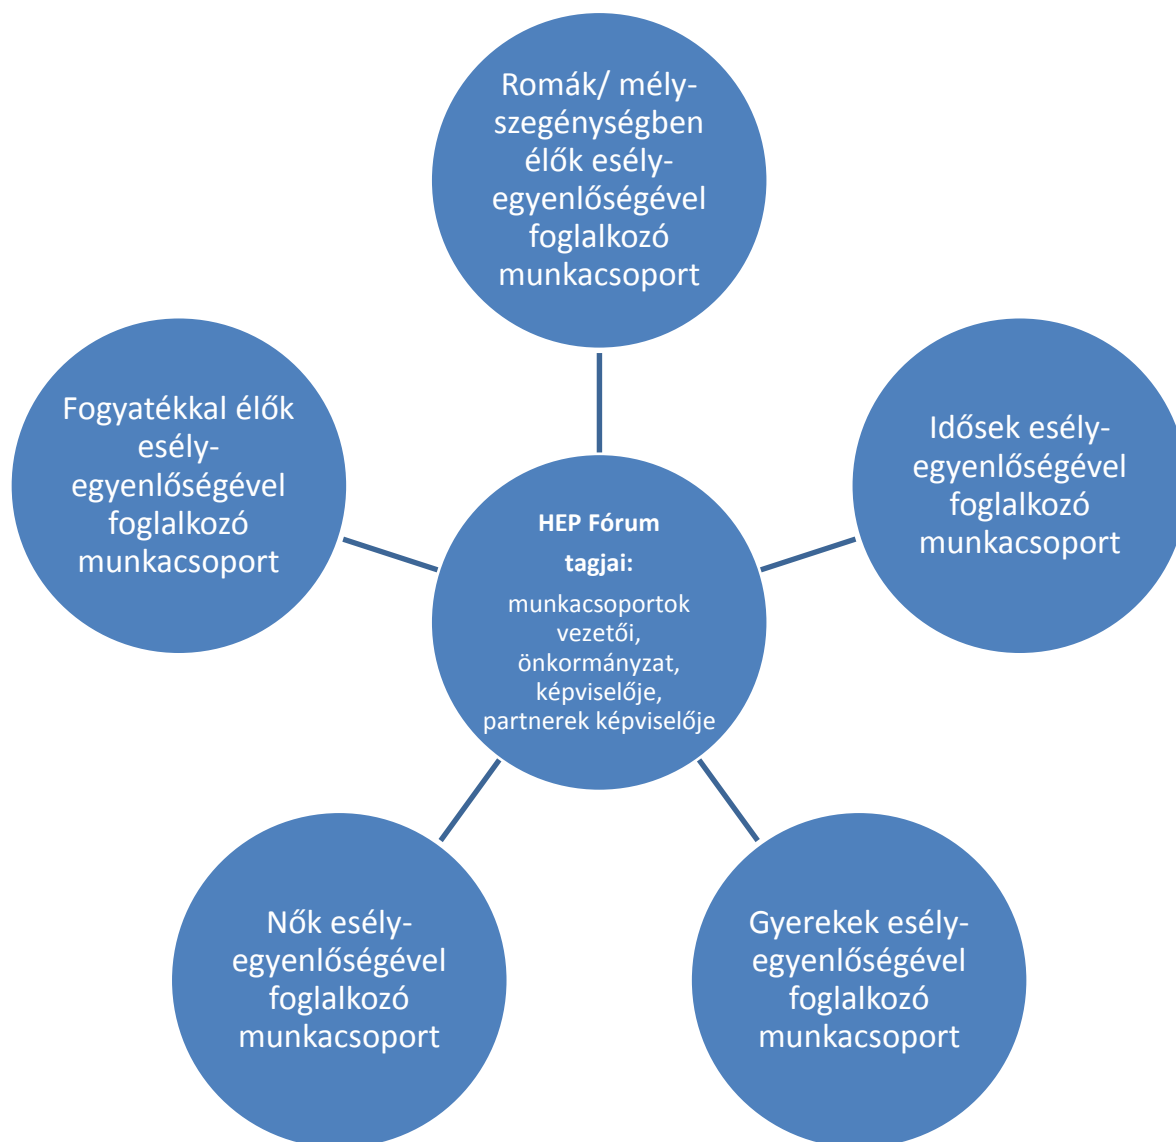 Romák/ mély-
szegénységben
élők esély-
egyenlőségével
foglalkozó
munkacsoport
Fogyatékkal élők
esély-
egyenlőségével
foglalkozó
munkacsoport
Idősek esély-
egyenlőségével
foglalkozó
munkacsoport
HEP Fórum
tagjai:
munkacsoportok
vezetői,
önkormányzat,
képviselője,
partnerek képviselője
Nők esély-
egyenlőségével
foglalkozó
munkacsoport
Gyerekek esély-
egyenlőségével
foglalkozó
munkacsoport